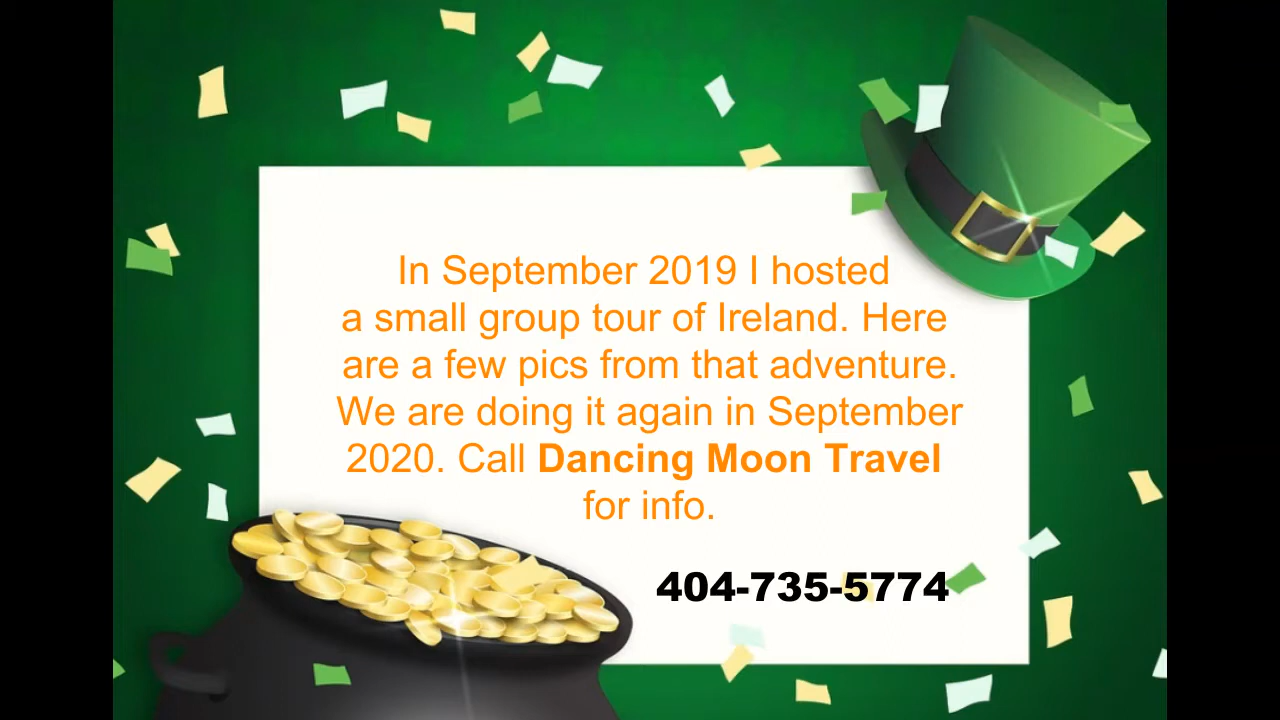 In September 2019 I hosted
a small group tour of Ireland. Here
are a few pics from that adventure.
We are doing it again in September
2020. Call Dancing Moon Travel
for info.
404-735-5774